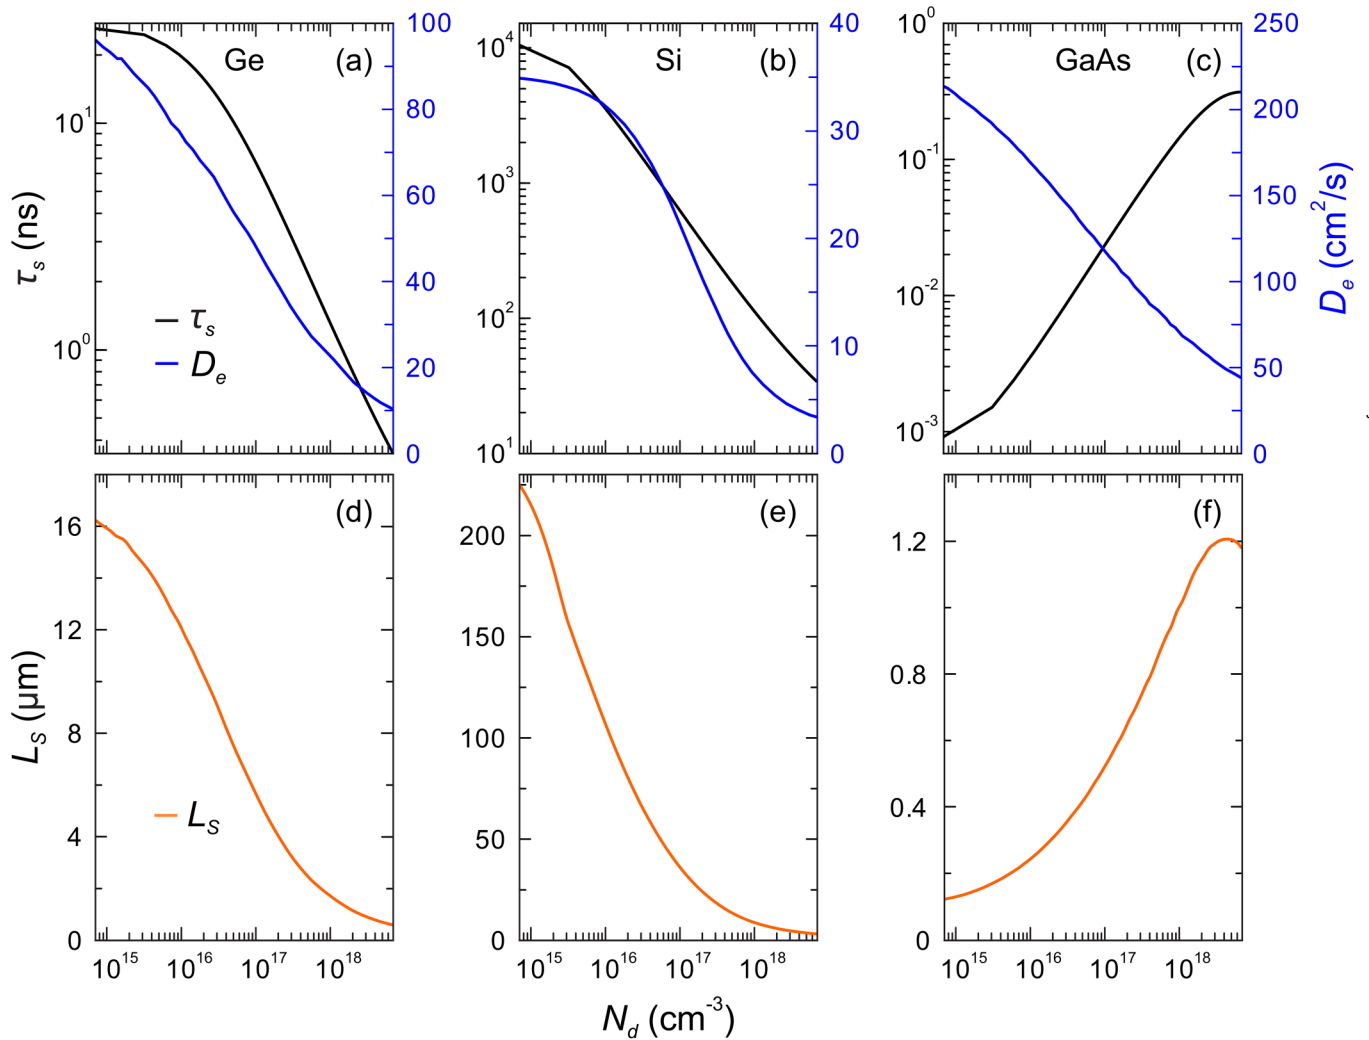 Ge (a)
Si (b)
GaAs (c)
τs (ns)
10^1
10^0
100
80
60
40
20
0
τs
De
10^4
10^3
10^2
10^1
40
30
20
10
0
10^0
10^-1
10^-2
10^-3
250
200
150
100
50
0
De (cm^2/s)
(d)
(e)
(f)
LS (μm)
16
12
8
4
0
LS
200
150
100
50
0
1.2
0.8
0.4
0
10^15 10^16 10^17 10^18
10^15 10^16 10^17 10^18
10^15 10^16 10^17 10^18
Nd (cm^-3)